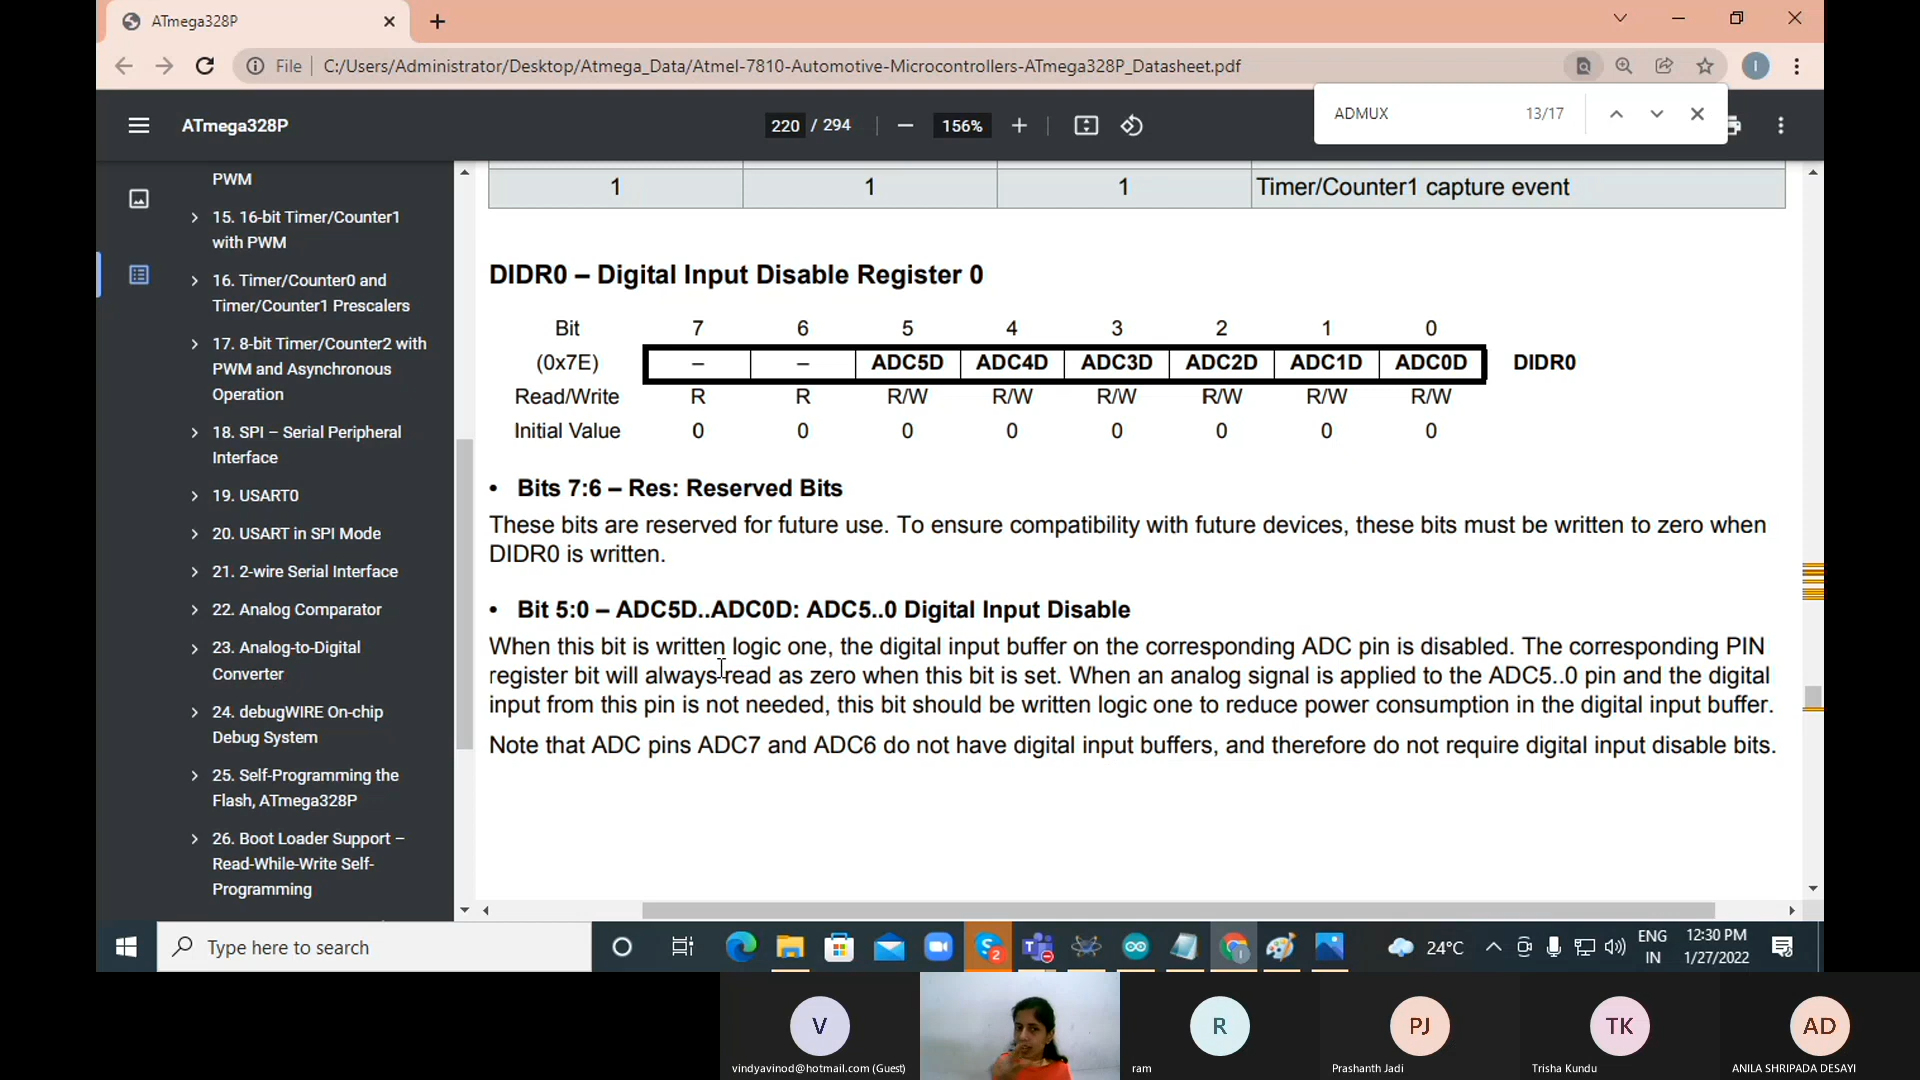 ATmega328P
File
C:/Users/Administrator/Desktop/Atmega_Data/Atmel-7810-Automotive-Microcontrollers-ATmega328P_Datasheet.pdf
I
ATmega328P
220 / 294
156%
ADMUX
13/17
PWM
15. 16-bit Timer/Counter1
with PWM
16. Timer/Counter0 and
Timer/Counter1 Prescalers
17. 8-bit Timer/Counter2 with
PWM and Asynchronous
Operation
18. SPI – Serial Peripheral
Interface
19. USART0
20. USART in SPI Mode
21. 2-wire Serial Interface
22. Analog Comparator
23. Analog-to-Digital
Converter
24. debugWIRE On-chip
Debug System
25. Self-Programming the
Flash, ATmega328P
26. Boot Loader Support –
Read-While-Write Self-
Programming
1 1 1 Timer/Counter1 capture event
DIDR0 – Digital Input Disable Register 0
Bit 7 6 5 4 3 2 1 0
(0x7E) – – ADC5D ADC4D ADC3D ADC2D ADC1D ADC0D DIDR0
Read/Write R R R/W R/W R/W R/W R/W R/W
Initial Value 0 0 0 0 0 0 0 0
• Bits 7:6 – Res: Reserved Bits
These bits are reserved for future use. To ensure compatibility with future devices, these bits must be written to zero when
DIDR0 is written.
• Bit 5:0 – ADC5D..ADC0D: ADC5..0 Digital Input Disable
When this bit is written logic one, the digital input buffer on the corresponding ADC pin is disabled. The corresponding PIN
register bit will always read as zero when this bit is set. When an analog signal is applied to the ADC5..0 pin and the digital
input from this pin is not needed, this bit should be written logic one to reduce power consumption in the digital input buffer.
Note that ADC pins ADC7 and ADC6 do not have digital input buffers, and therefore do not require digital input disable bits.
Type here to search
2
24°C
ENG
IN
12:30 PM
1/27/2022
V
R
PJ
TK
AD
vindyavinod@hotmail.com (Guest)
ram
Prashanth Jadi
Trisha Kundu
ANILA SHRIPADA DESAYI